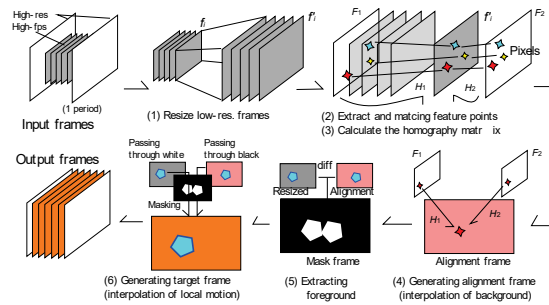 High-res
High-fps
(1 period)
Input frames
fi
f'i
(1) Resize low-res. frames
F1
f'i
F2
Pixels
H1
H2
(2) Extract and matcing feature points
(3) Calculate the homography matr ix
Output frames
Passing through white
Passing through black
Masking
(6) Generating target frame
(interpolation of local motion)
diff
Resized
Alignment
Mask frame
(5) Extracting
foreground
F1
F2
H1
H2
Alignment frame
(4) Generating alignment frame
(interpolation of background)